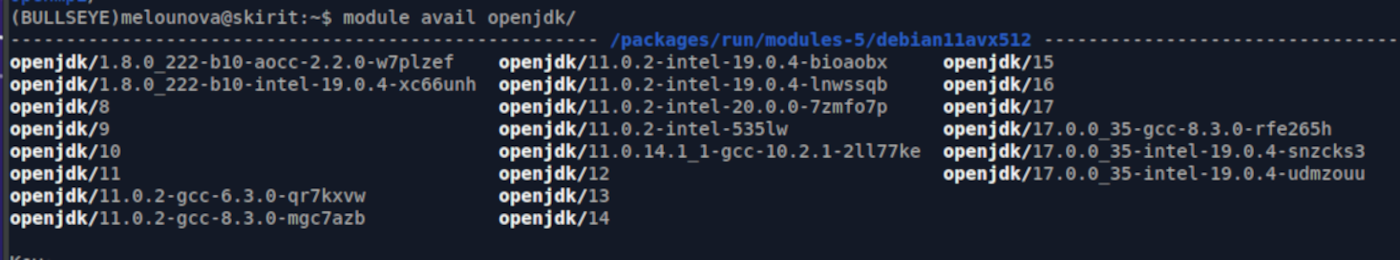 (BULLSEYE)melounova@skirit:~$ module avail openjdk/
----------------------------------------------------- /packages/run/modules-5/debian11avx512 --------------------------------
openjdk/1.8.0_222-b10-aocc-2.2.0-w7plzef openjdk/11.0.2-intel-19.0.4-bioaobx openjdk/15
openjdk/1.8.0_222-b10-intel-19.0.4-xc66unh openjdk/11.0.2-intel-19.0.4-lnwssqb openjdk/16
openjdk/8 openjdk/11.0.2-intel-20.0.0-7zmfo7p openjdk/17
openjdk/9 openjdk/11.0.2-intel-535lw openjdk/17.0.0_35-gcc-8.3.0-rfe265h
openjdk/10 openjdk/11.0.14.1_1-gcc-10.2.1-2ll77ke openjdk/17.0.0_35-intel-19.0.4-snzcks3
openjdk/11 openjdk/12 openjdk/17.0.0_35-intel-19.0.4-udmzouu
openjdk/11.0.2-gcc-6.3.0-qr7kxvw openjdk/13
openjdk/11.0.2-gcc-8.3.0-mgc7azb openjdk/14